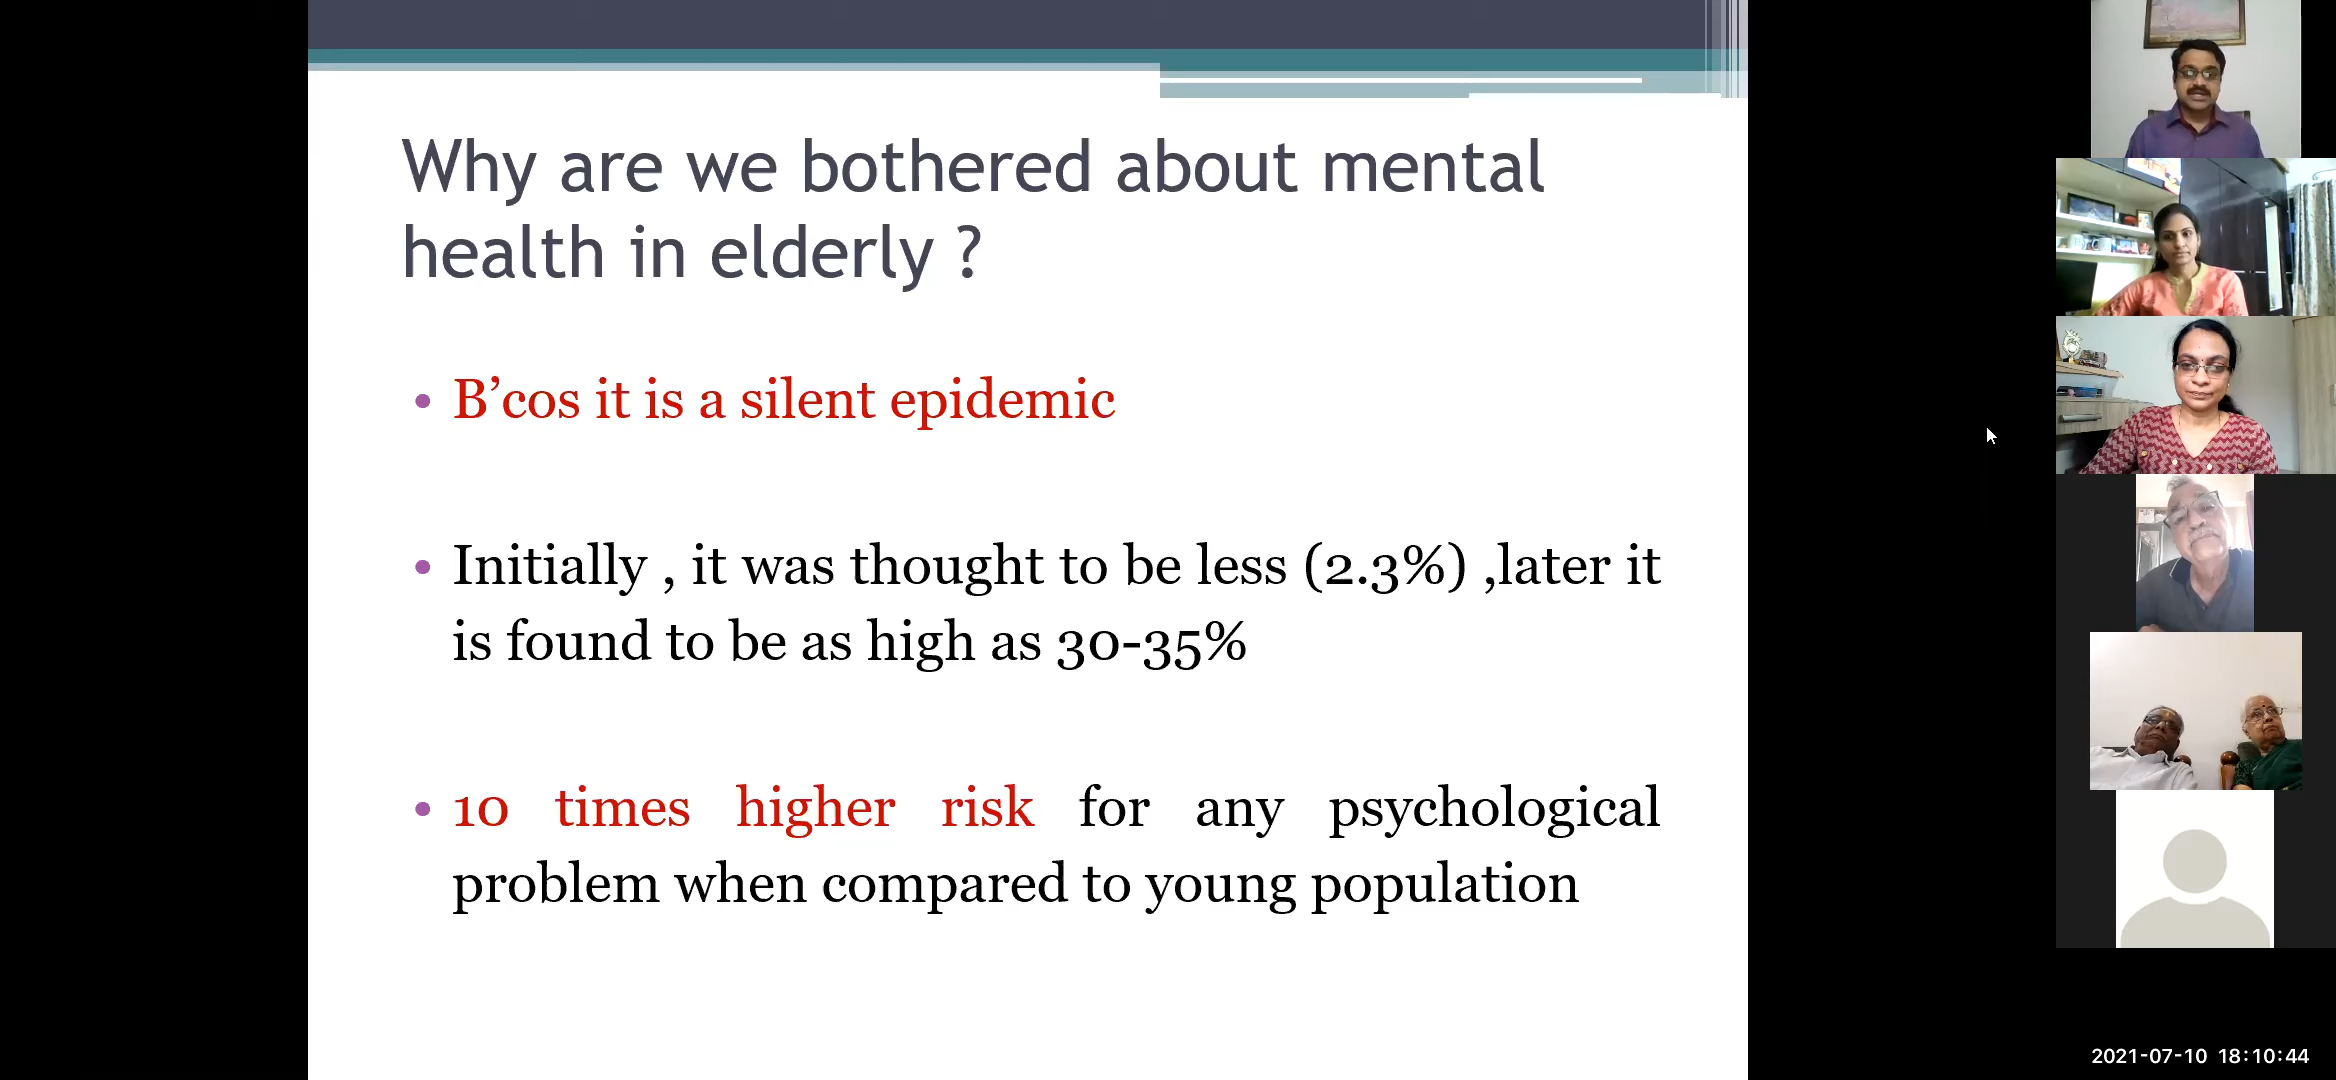 Why are we bothered about mental
health in elderly ?
• B’cos it is a silent epidemic
• Initially , it was thought to be less (2.3%) ,later it
is found to be as high as 30-35%
• 10 times higher risk for any psychological
problem when compared to young population
2021-07-10 18:10:44